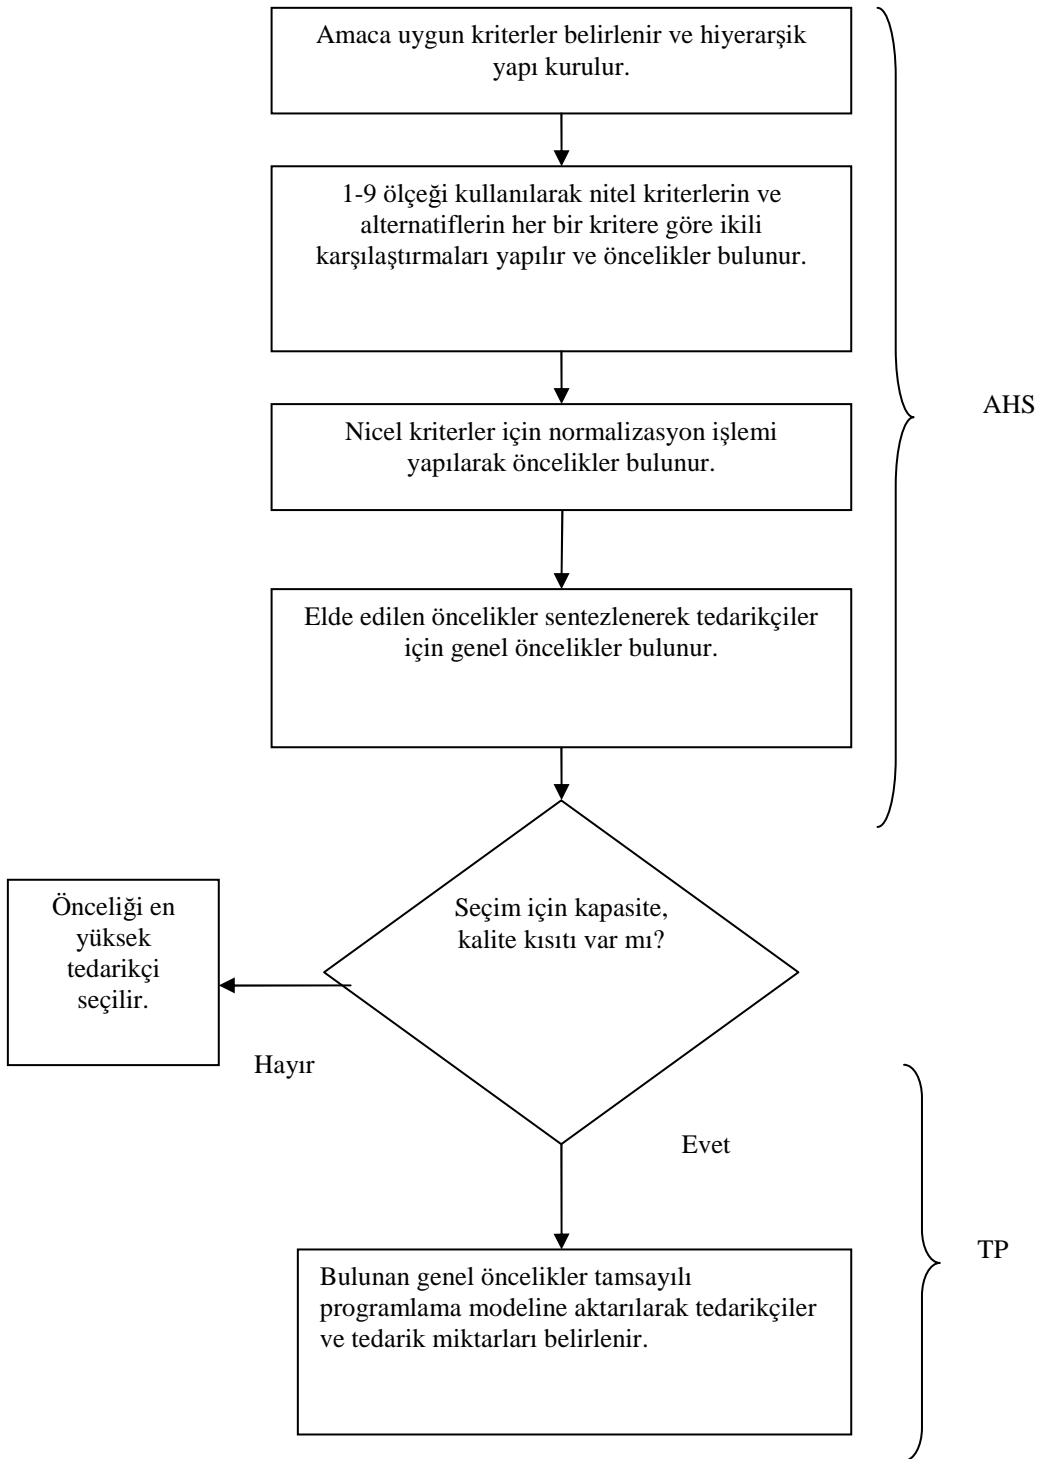 Amaca uygun kriterler belirlenir ve hiyerarşik
yapı kurulur.
1-9 ölçeği kullanılarak nitel kriterlerin ve
alternatiflerin her bir kritere göre ikili
karşılaştırmaları yapılır ve öncelikler bulunur.
AHS
Nicel kriterler için normalizasyon işlemi
yapılarak öncelikler bulunur.
Elde edilen öncelikler sentezlenerek tedarikçiler
için genel öncelikler bulunur.
Seçim için kapasite,
kalite kısıtı var mı?
Önceliği en
yüksek
tedarikçi
seçilir.
Hayır
Evet
TP
Bulunan genel öncelikler tamsayılı
programlama modeline aktarılarak tedarikçiler
ve tedarik miktarları belirlenir.